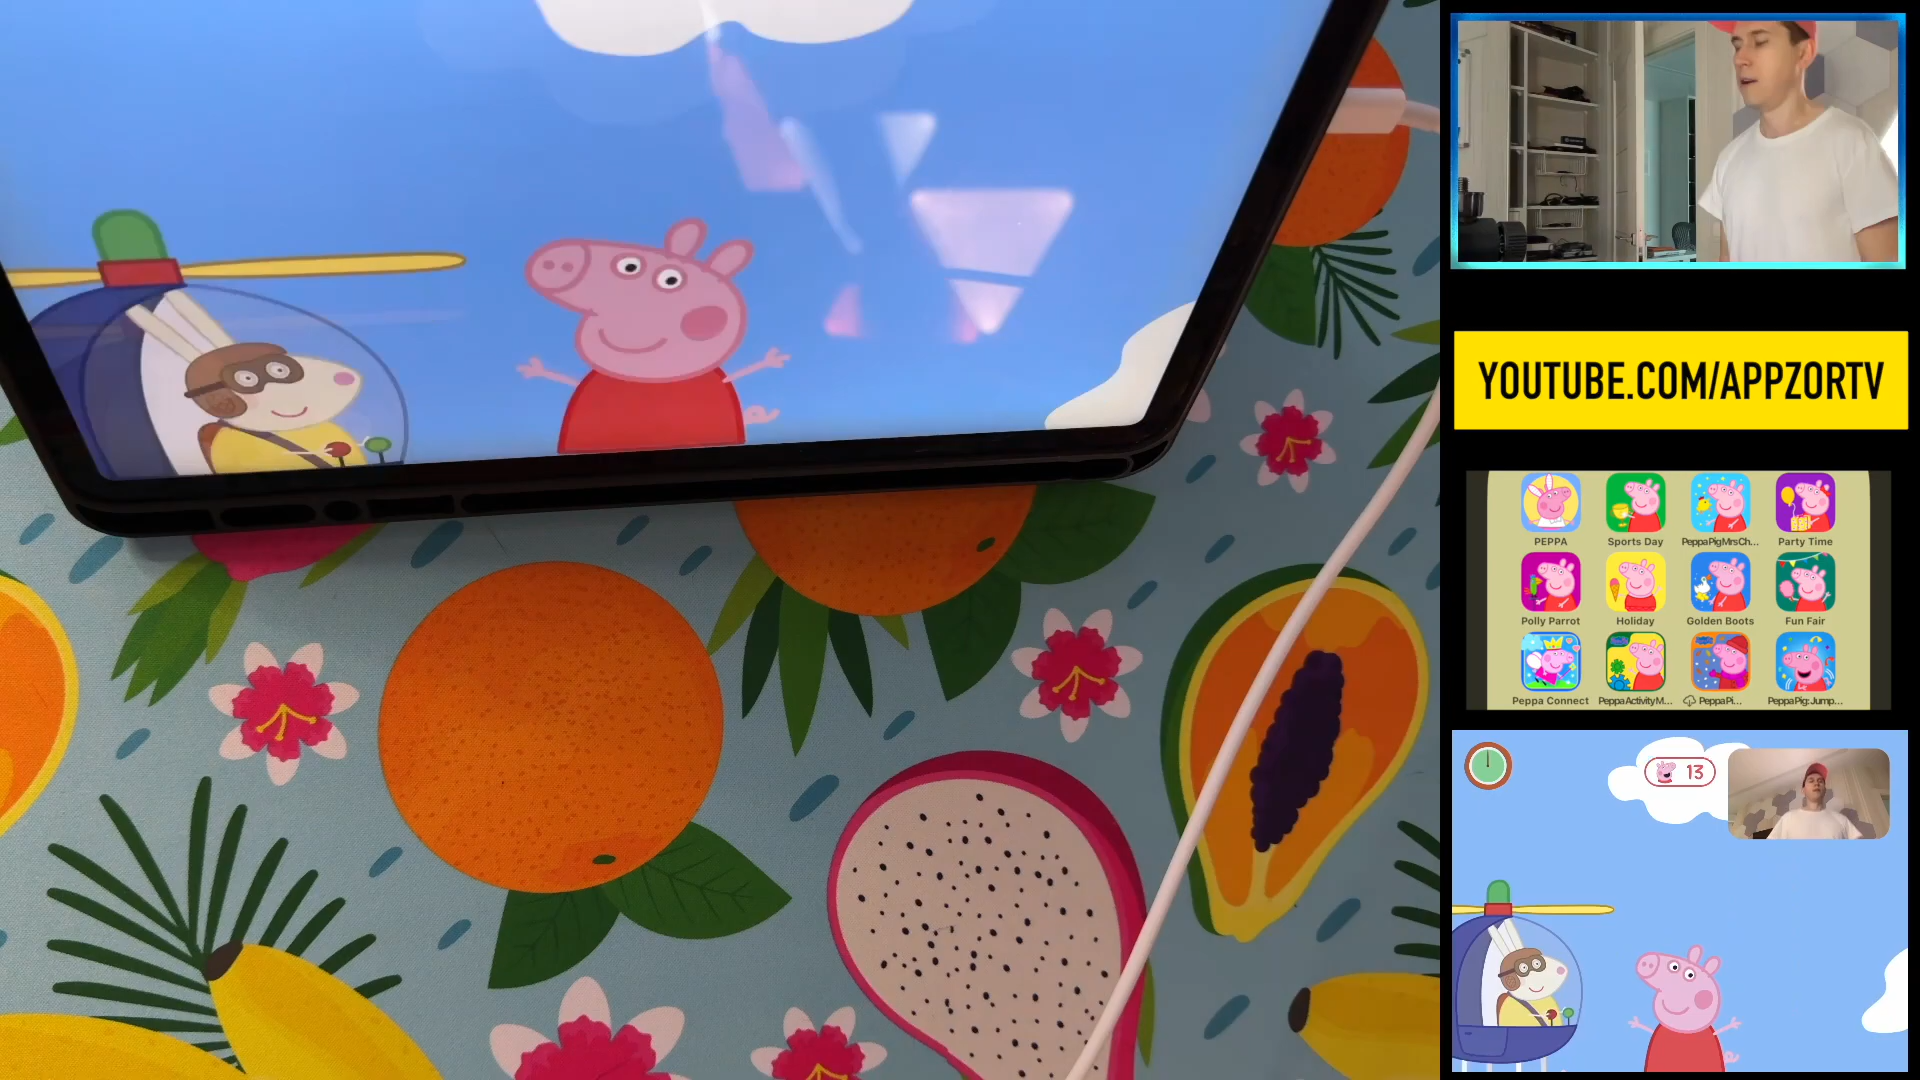 YOUTUBE.COM/APPZORTV
PEPPA
Sports Day
PeppaPigMrsCh...
Party Time
Polly Parrot
Holiday
Golden Boots
Fun Fair
Peppa Connect
PeppaActivityM...
PeppaPi...
PeppaPig: Jump...
13